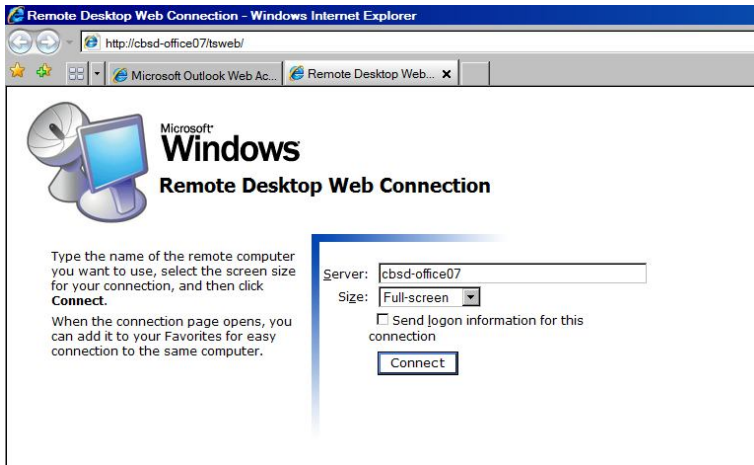 Remote Desktop Web Connection - Windows Internet Explorer
http://cbsd-office07/tsweb/
Microsoft Outlook Web Ac...
Remote Desktop Web...
Microsoft
Windows
Remote Desktop Web Connection
Type the name of the remote computer
you want to use, select the screen size
for your connection, and then click
Connect.
When the connection page opens, you
can add it to your Favorites for easy
connection to the same computer.
Server: cbsd-office07
Size: Full-screen
Send logon information for this
connection
Connect